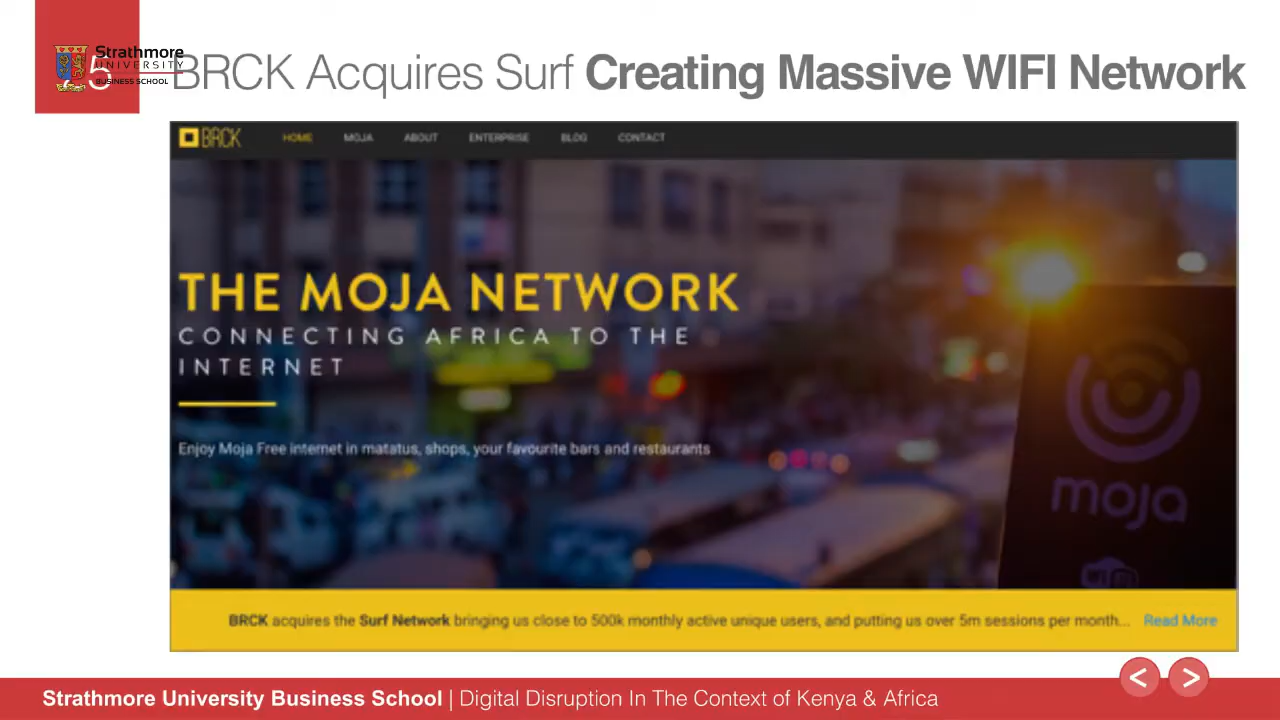 Strathmore
UNIVERSITY
BUSINESS SCHOOL
BRCK Acquires Surf Creating Massive WIFI Network
BRCK HOME MOJA ABOUT ENTERPRISE BLOG CONTACT
THE MOJA NETWORK
CONNECTING AFRICA TO THE
INTERNET
Enjoy Moja Free internet in matatus, shops, your favourite bars and restaurants
moja
WiFi
BRCK acquires the Surf Network bringing us close to 500k monthly active unique users, and putting us over 5m sessions per month... Read More
< >
Strathmore University Business School | Digital Disruption In The Context of Kenya & Africa